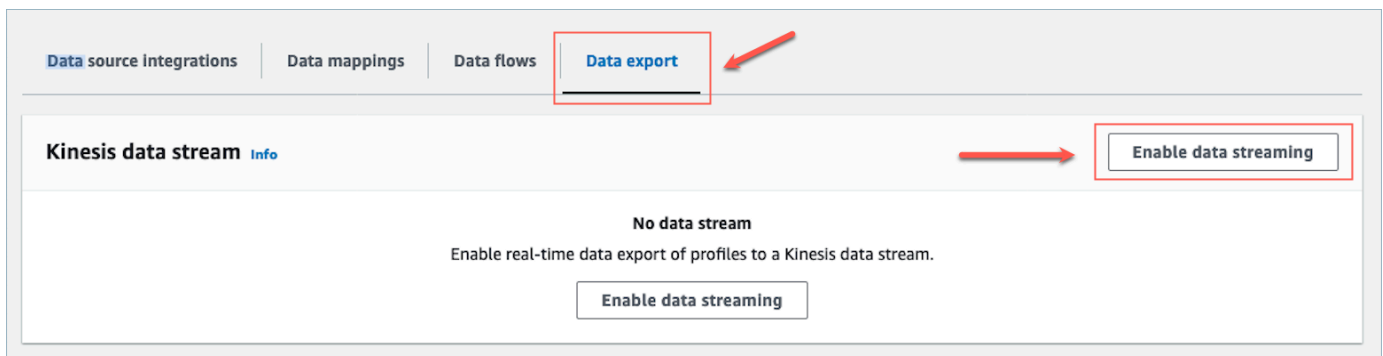 Data source integrations Data mappings Data flows Data export
Kinesis data stream Info Enable data streaming
No data stream
Enable real-time data export of profiles to a Kinesis data stream.
Enable data streaming